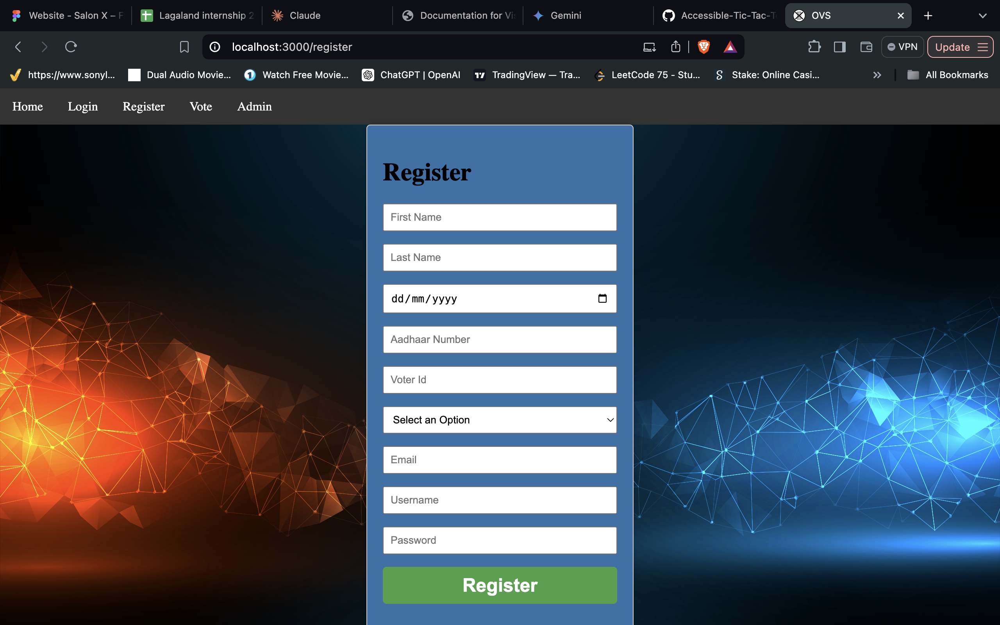 Website - Salon X – F
Lagaland internship 2
Claude
Documentation for Vis
Gemini
Accessible-Tic-Tac-T
OVS
localhost:3000/register
VPN
Update
https://www.sonyl...
Dual Audio Movie...
Watch Free Movie...
ChatGPT | OpenAI
TradingView — Tra...
LeetCode 75 - Stu...
Stake: Online Casi...
All Bookmarks
Home
Login
Register
Vote
Admin
Register
First Name
Last Name
dd/mm/yyyy
Aadhaar Number
Voter Id
Select an Option
Email
Username
Password
Register